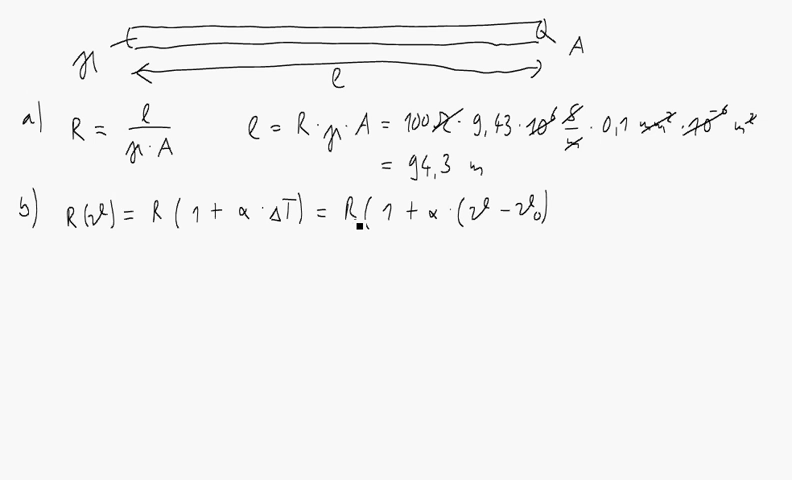 ϰ A
l
a) R = l / (ϰ · A) l = R · ϰ · A = 100 Ω · 9,43 · 10⁶ S/m · 0,1 mm² · 10⁻⁶ m²
= 94,3 m
b) R(ϑ) = R (1 + α · ΔT) = R (1 + α · (ϑ - ϑ₀)